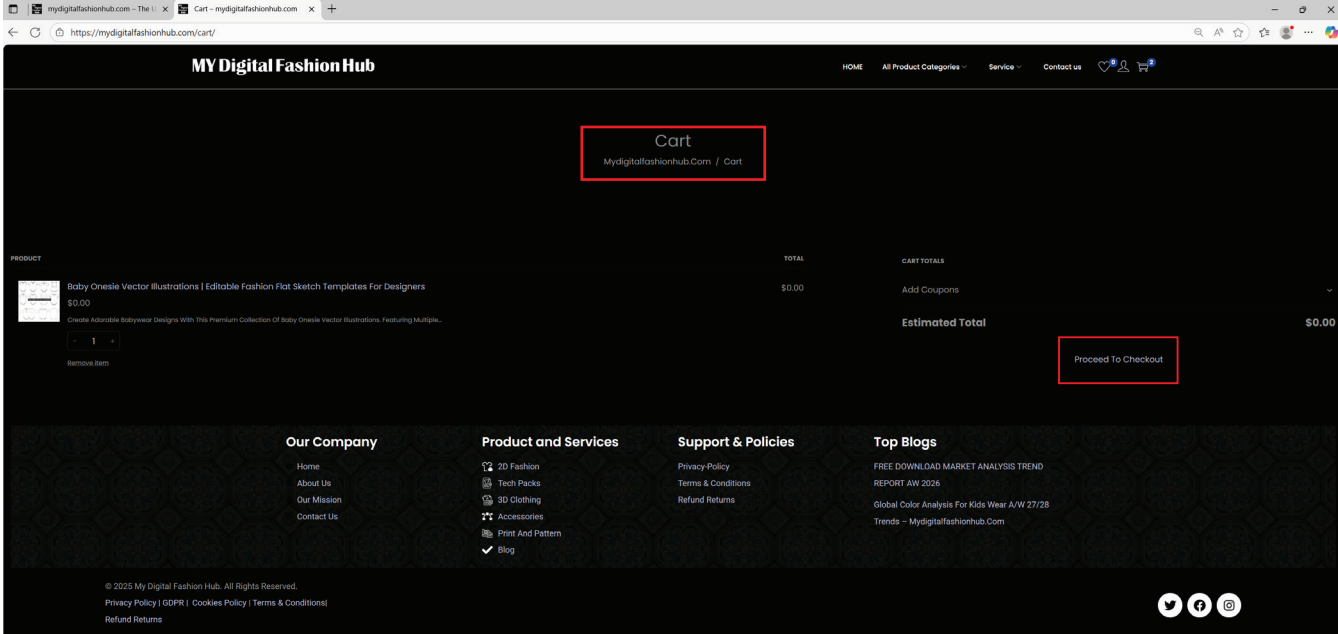 mydigitalfashionhub.com – The U
Cart – mydigitalfashionhub.com
https://mydigitalfashionhub.com/cart/
MY Digital Fashion Hub
HOME
All Product Categories
Service
Contact us
0
2
Cart
Mydigitalfashionhub.Com / Cart
PRODUCT
TOTAL
Baby Onesie Vector Illustrations | Editable Fashion Flat Sketch Templates For Designers
$0.00
$0.00
Create Adorable Babywear Designs With This Premium Collection Of Baby Onesie Vector Illustrations. Featuring Multiple...
- 1 +
Remove item
CART TOTALS
Add Coupons
Estimated Total $0.00
Proceed To Checkout
Our Company
Home
About Us
Our Mission
Contact Us
Product and Services
2D Fashion
Tech Packs
3D Clothing
Accessories
Print And Pattern
Blog
Support & Policies
Privacy-Policy
Terms & Conditions
Refund Returns
Top Blogs
FREE DOWNLOAD MARKET ANALYSIS TREND
REPORT AW 2026
Global Color Analysis For Kids Wear A/W 27/28
Trends – Mydigitalfashionhub.Com
© 2025 My Digital Fashion Hub. All Rights Reserved.
Privacy Policy | GDPR | Cookies Policy | Terms & Conditions|
Refund Returns